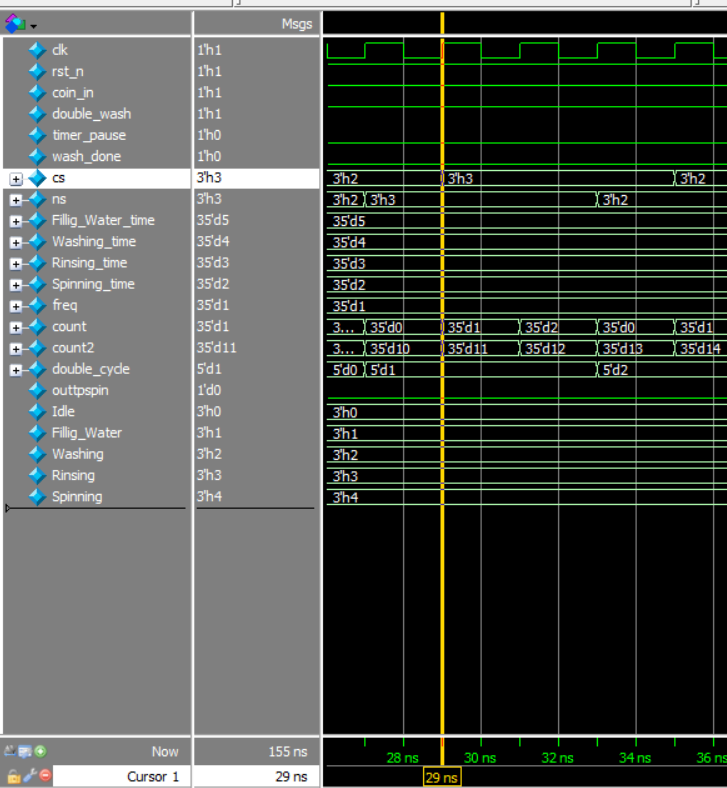 Msgs
clk 1'h1
rst_n 1'h1
coin_in 1'h1
double_wash 1'h1
timer_pause 1'h0
wash_done 1'h0
cs 3'h3 3'h2 3'h3 3'h2
ns 3'h3 3'h2 3'h3 3'h2
Fillig_Water_time 35'd5 35'd5
Washing_time 35'd4 35'd4
Rinsing_time 35'd3 35'd3
Spinning_time 35'd2 35'd2
freq 35'd1 35'd1
count 35'd1 3... 35'd0 35'd1 35'd2 35'd0 35'd1
count2 35'd11 3... 35'd10 35'd11 35'd12 35'd13 35'd14
double_cycle 5'd1 5'd0 5'd1 5'd2
outtpspin 1'd0
Idle 3'h0 3'h0
Fillig_Water 3'h1 3'h1
Washing 3'h2 3'h2
Rinsing 3'h3 3'h3
Spinning 3'h4 3'h4
Now 155 ns 28 ns 30 ns 32 ns 34 ns 36 ns
Cursor 1 29 ns 29 ns